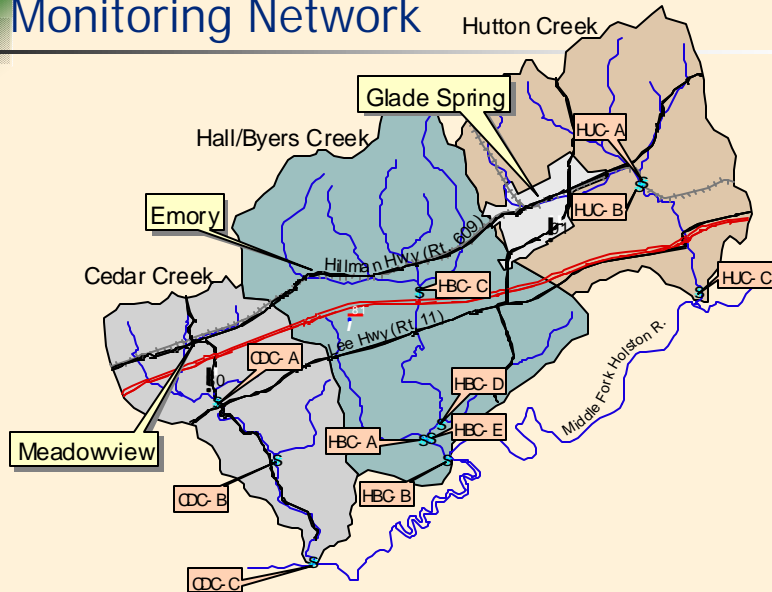 Monitoring Network
Hutton Creek
Glade Spring
HUC- A
Hall/Byers Creek
HUC- B
Emory
Hillman Hwy (Rt. 609)
Cedar Creek
HBC- C
HUC- C
81
Lee Hwy (Rt. 11)
CDC- A
Middle Fork Holston R.
HBC- D
HBC- A
HBC- E
Meadowview
CDC- B
HBC- B
CDC- C